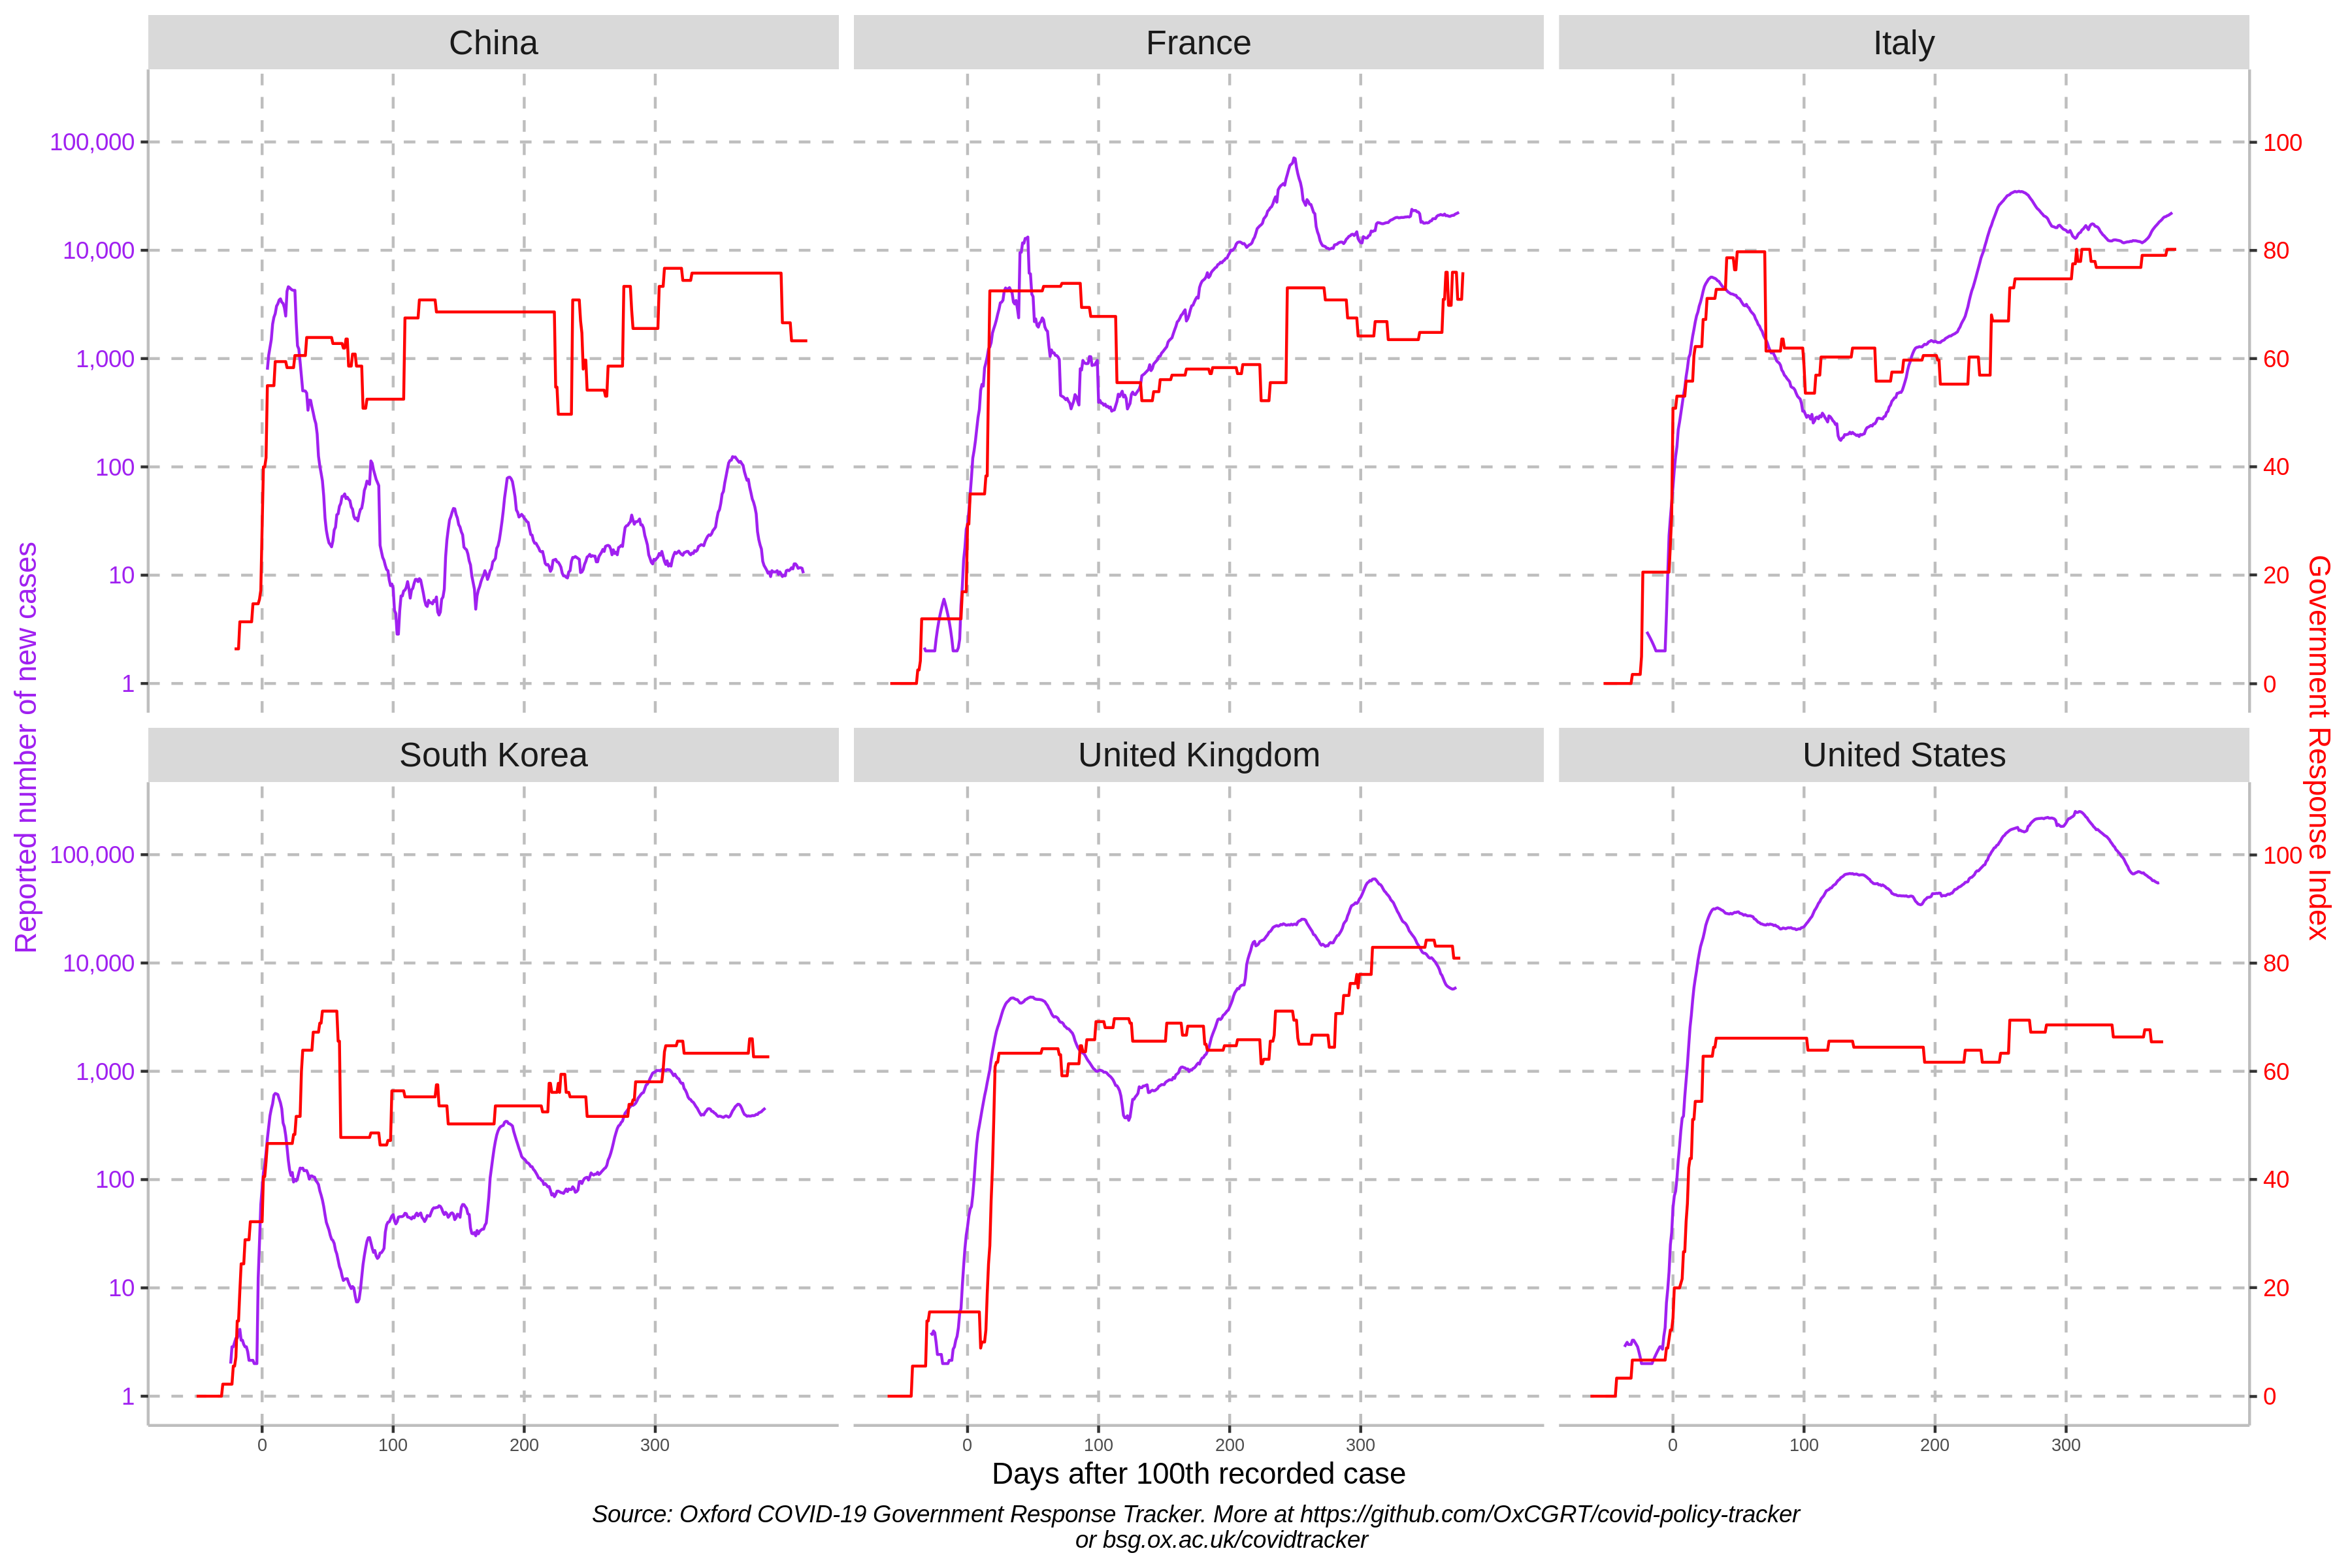 China
France
Italy
100,000
10,000
1,000
100
10
1
100
80
60
40
20
0
Reported number of new cases
Government Response Index
South Korea
United Kingdom
United States
100,000
10,000
1,000
100
10
1
100
80
60
40
20
0
0 100 200 300
0 100 200 300
0 100 200 300
Days after 100th recorded case
Source: Oxford COVID-19 Government Response Tracker. More at https://github.com/OxCGRT/covid-policy-tracker
or bsg.ox.ac.uk/covidtracker